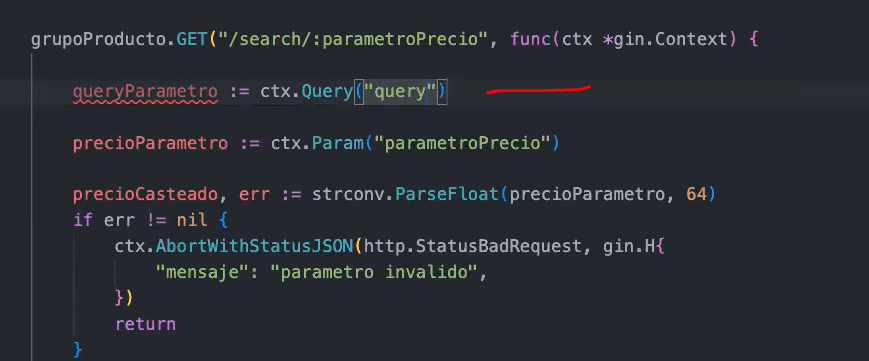 grupoProducto.GET("/search/:parametroPrecio", func(ctx *gin.Context) {
queryParametro := ctx.Query("query")
precioParametro := ctx.Param("parametroPrecio")
precioCasteado, err := strconv.ParseFloat(precioParametro, 64)
if err != nil {
ctx.AbortWithStatusJSON(http.StatusBadRequest, gin.H{
"mensaje": "parametro invalido",
})
return
}